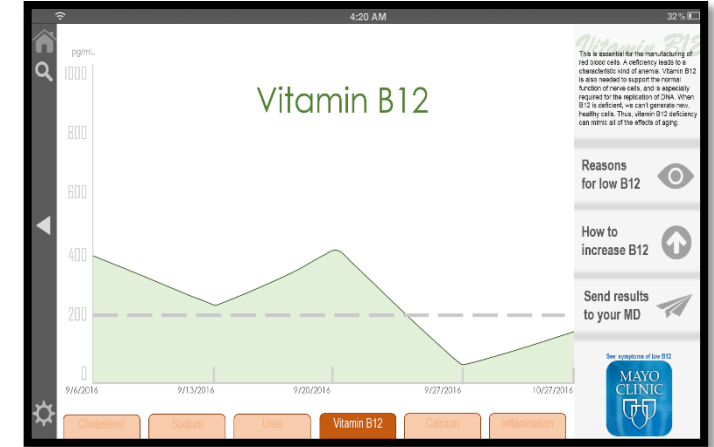 4:20 AM
32%
pg/mL
1000
800
600
400
200
0
Vitamin B12
9/6/2016
9/13/2016
9/20/2016
9/27/2016
10/27/2016
Cholesterol
Sodium
Urea
Vitamin B12
Calcium
Inflammation
Vitamin B12
This is essential for the manufacturing of
red blood cells. A deficiency leads to a
characteristic kind of anemia. Vitamin B12
is also needed to support the normal
function of nerve cells, and is especially
required for the replication of DNA. When
B12 is deficient, we can't generate new,
healthy cells. Thus, vitamin B12 deficiency
can mimic all of the effects of aging.
Reasons
for low B12
How to
increase B12
Send results
to your MD
See symptoms of low B12
MAYO
CLINIC